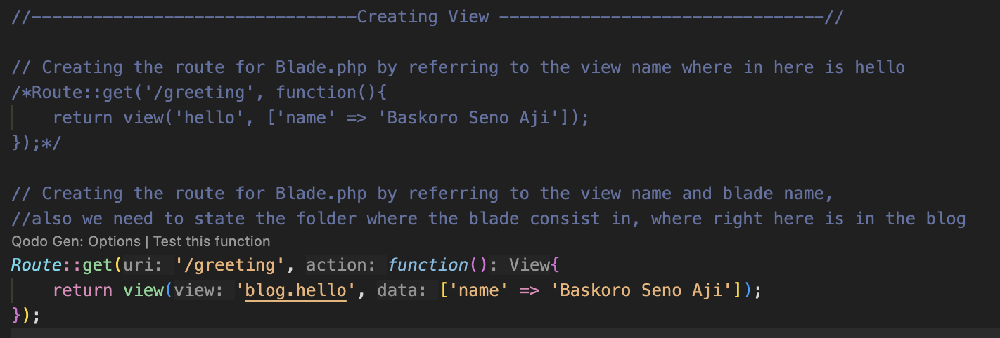 //--------------------------------Creating View --------------------------------//
// Creating the route for Blade.php by referring to the view name where in here is hello
/*Route::get('/greeting', function(){
    return view('hello', ['name' => 'Baskoro Seno Aji']);
});*/
// Creating the route for Blade.php by referring to the view name and blade name,
//also we need to state the folder where the blade consist in, where right here is in the blog
Qodo Gen: Options | Test this function
Route::get(uri: '/greeting', action: function(): View{
    return view(view: 'blog.hello', data: ['name' => 'Baskoro Seno Aji']);
});